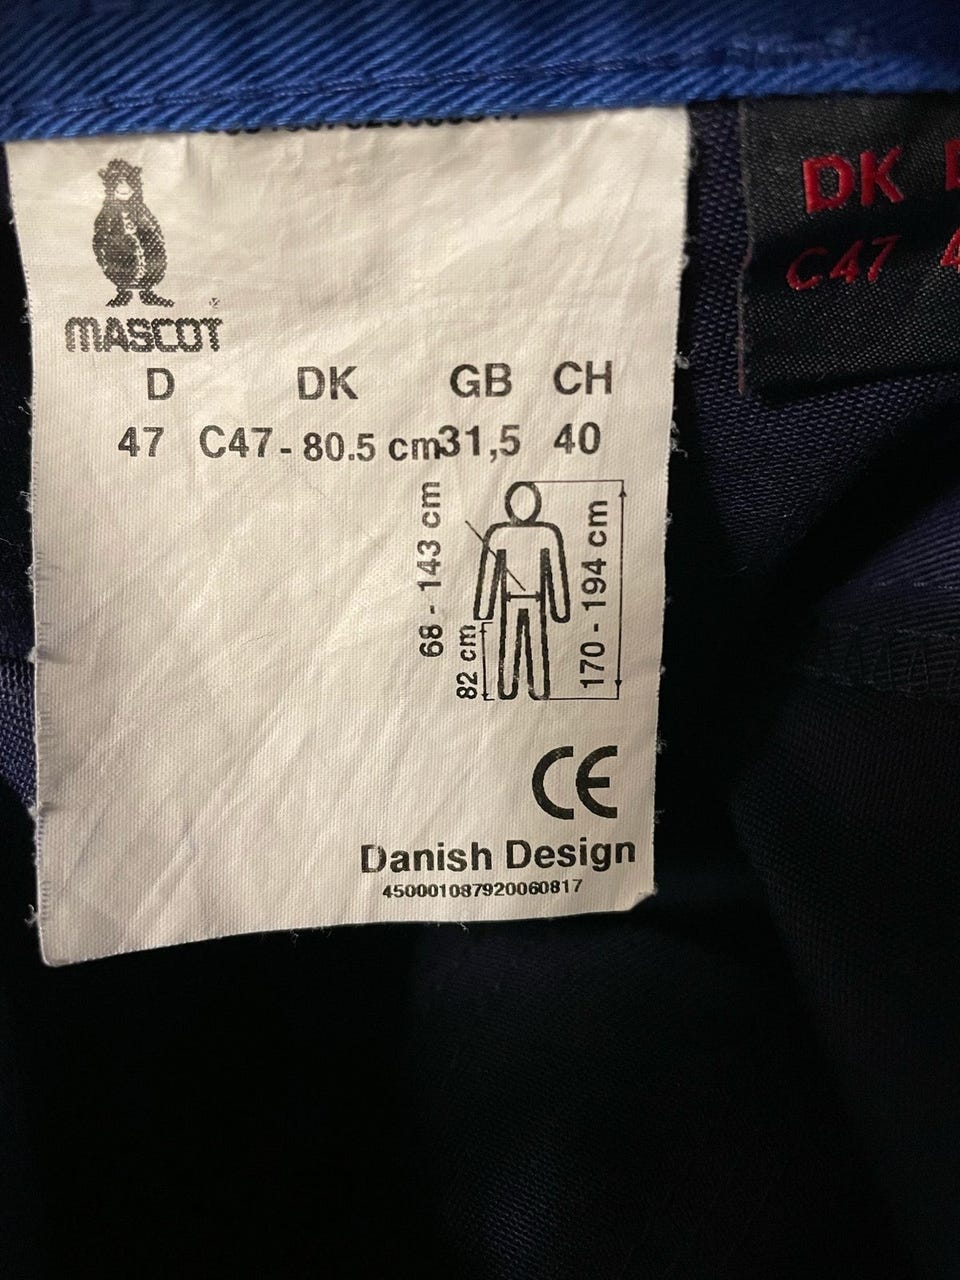 MASCOT
D DK GB CH
47 C47 - 80.5 cm 31,5 40
68 - 143 cm
82 cm
170 - 194 cm
CE
Danish Design
450001087920060817
DK
C47